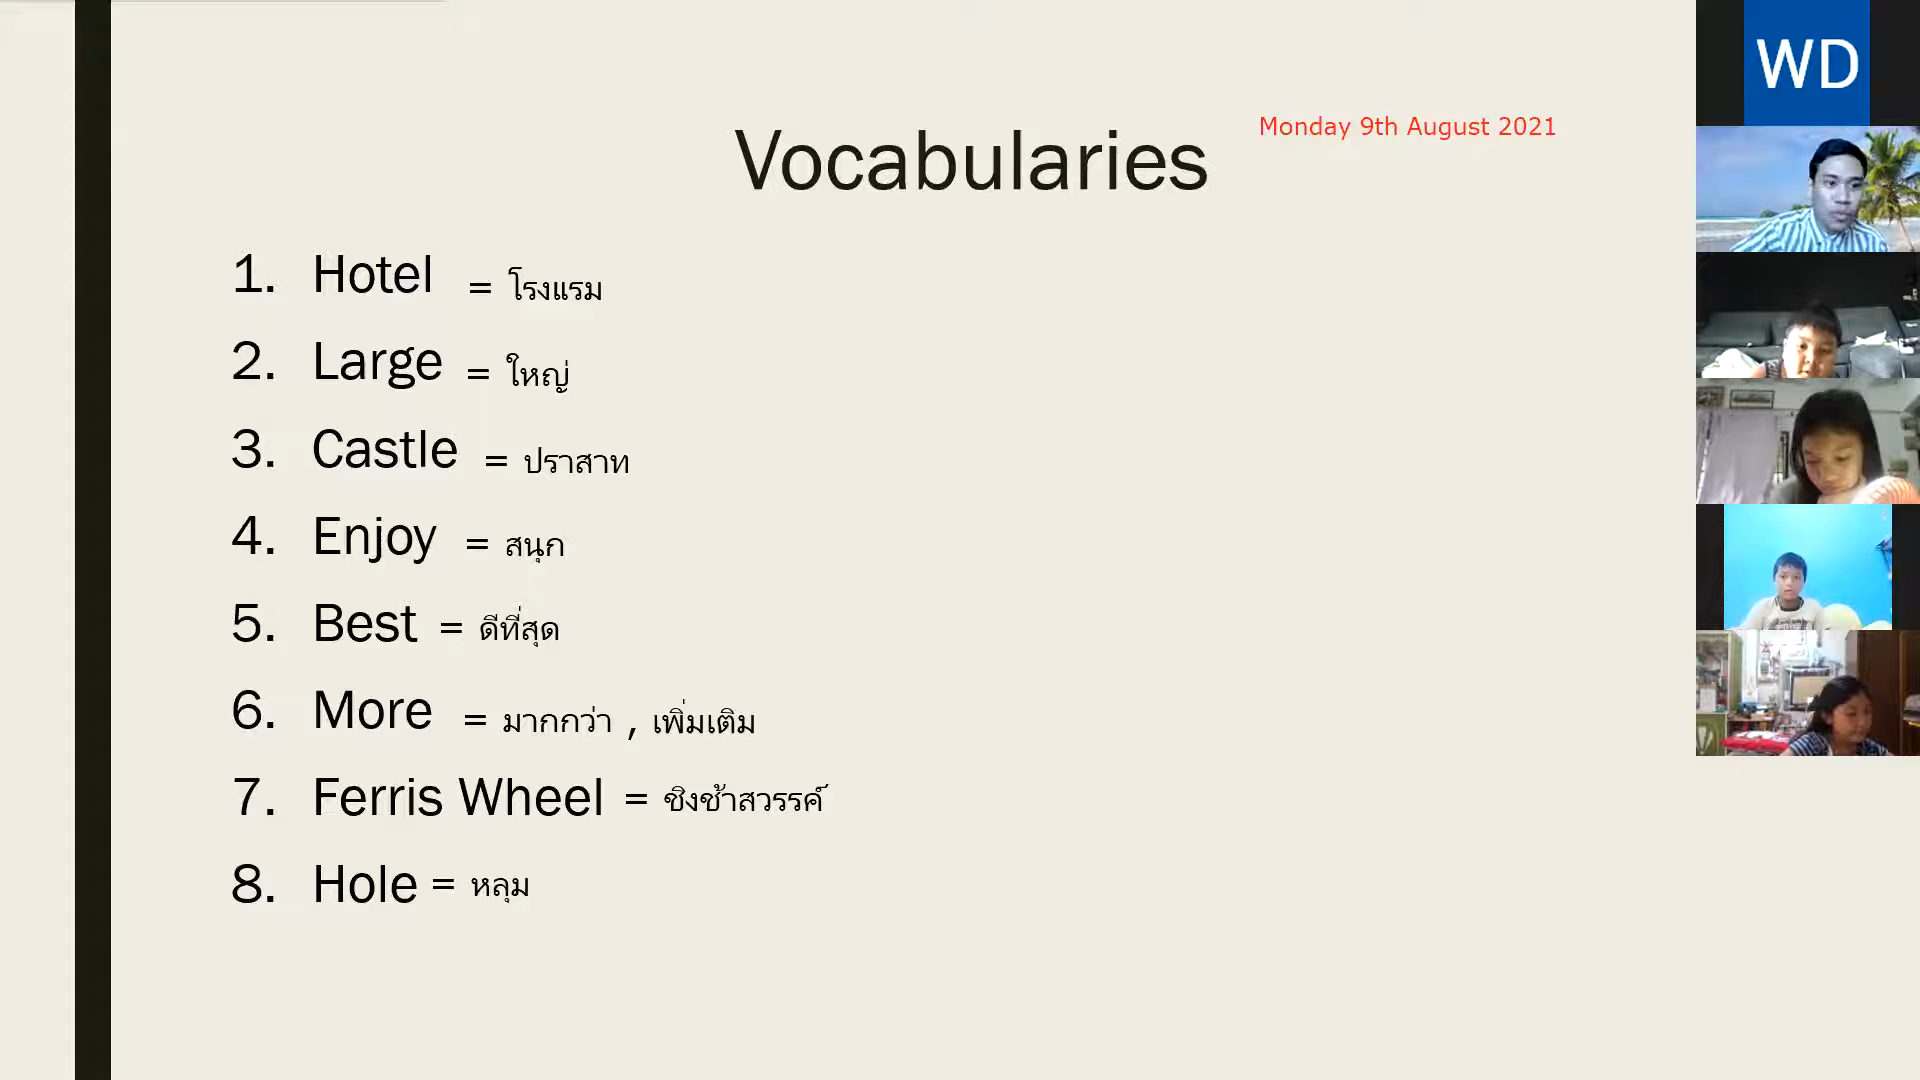 Vocabularies
Monday 9th August 2021
1. Hotel = โรงแรม
2. Large = ใหญ่
3. Castle = ปราสาท
4. Enjoy = สนุก
5. Best = ดีที่สุด
6. More = มากกว่า , เพิ่มเติม
7. Ferris Wheel = ชิงช้าสวรรค์
8. Hole = หลุม
WD